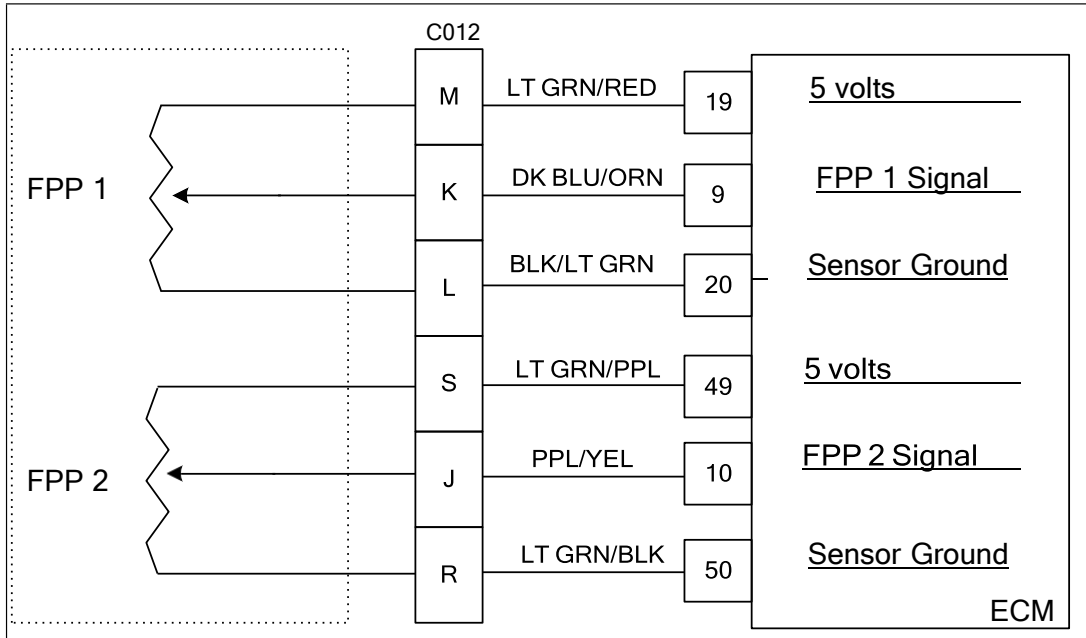 C012
M
LT GRN/RED
19
5 volts
FPP 1
K
DK BLU/ORN
9
FPP 1 Signal
L
BLK/LT GRN
20
Sensor Ground
S
LT GRN/PPL
49
5 volts
FPP 2
J
PPL/YEL
10
FPP 2 Signal
R
LT GRN/BLK
50
Sensor Ground
ECM